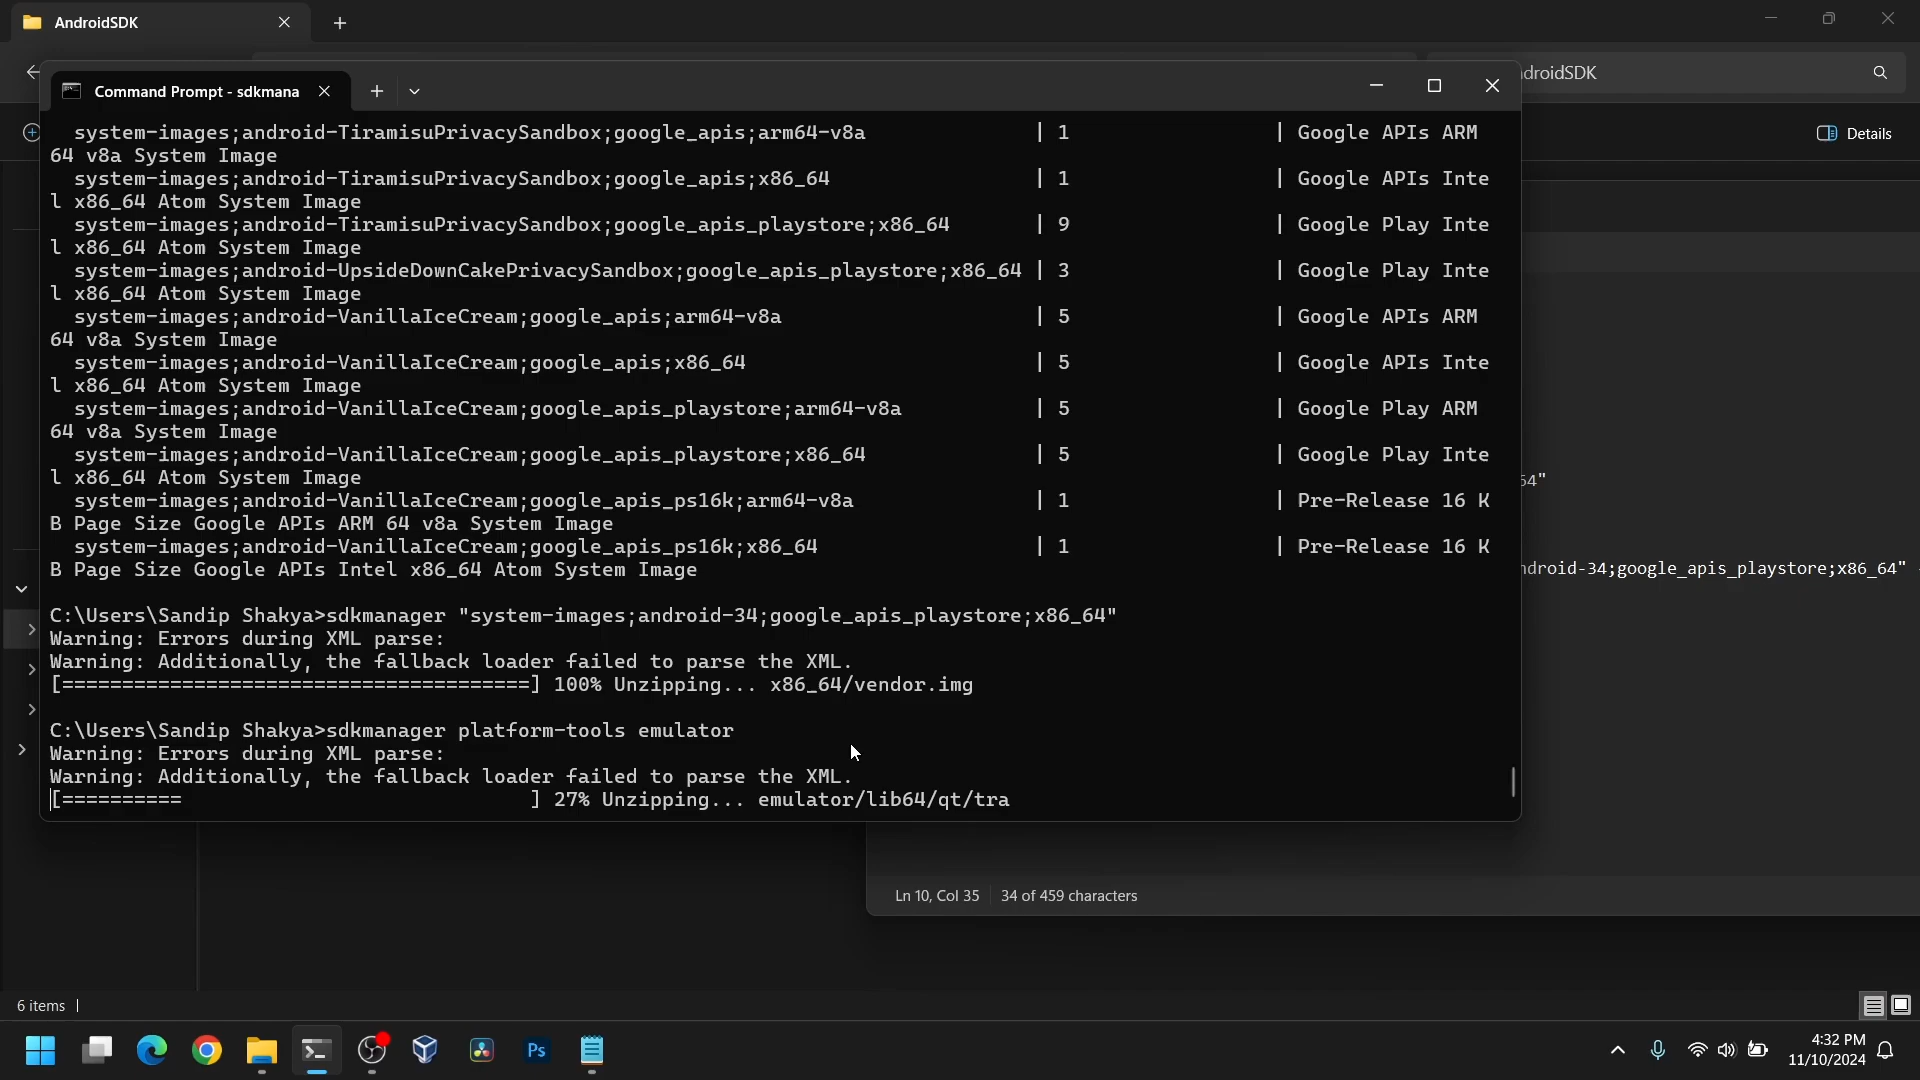 AndroidSDK
droidSDK
Command Prompt - sdkmana
Details
system-images;android-TiramisuPrivacySandbox;google_apis;arm64-v8a | 1 | Google APIs ARM
64 v8a System Image
system-images;android-TiramisuPrivacySandbox;google_apis;x86_64 | 1 | Google APIs Inte
l x86_64 Atom System Image
system-images;android-TiramisuPrivacySandbox;google_apis_playstore;x86_64 | 9 | Google Play Inte
l x86_64 Atom System Image
system-images;android-UpsideDownCakePrivacySandbox;google_apis_playstore;x86_64 | 3 | Google Play Inte
l x86_64 Atom System Image
system-images;android-VanillaIceCream;google_apis;arm64-v8a | 5 | Google APIs ARM
64 v8a System Image
system-images;android-VanillaIceCream;google_apis;x86_64 | 5 | Google APIs Inte
l x86_64 Atom System Image
system-images;android-VanillaIceCream;google_apis_playstore;arm64-v8a | 5 | Google Play ARM
64 v8a System Image
system-images;android-VanillaIceCream;google_apis_playstore;x86_64 | 5 | Google Play Inte
l x86_64 Atom System Image
system-images;android-VanillaIceCream;google_apis_ps16k;arm64-v8a | 1 | Pre-Release 16 K
B Page Size Google APIs ARM 64 v8a System Image
system-images;android-VanillaIceCream;google_apis_ps16k;x86_64 | 1 | Pre-Release 16 K
B Page Size Google APIs Intel x86_64 Atom System Image
C:\Users\Sandip Shakya>sdkmanager "system-images;android-34;google_apis_playstore;x86_64"
Warning: Errors during XML parse:
Warning: Additionally, the fallback loader failed to parse the XML.
[=======================================] 100% Unzipping... x86_64/vendor.img
C:\Users\Sandip Shakya>sdkmanager platform-tools emulator
Warning: Errors during XML parse:
Warning: Additionally, the fallback loader failed to parse the XML.
[==========                             ] 27% Unzipping... emulator/lib64/qt/tra
64"
droid-34;google_apis_playstore;x86_64"
Ln 10, Col 35
34 of 459 characters
6 items
Ps
4:32 PM
11/10/2024